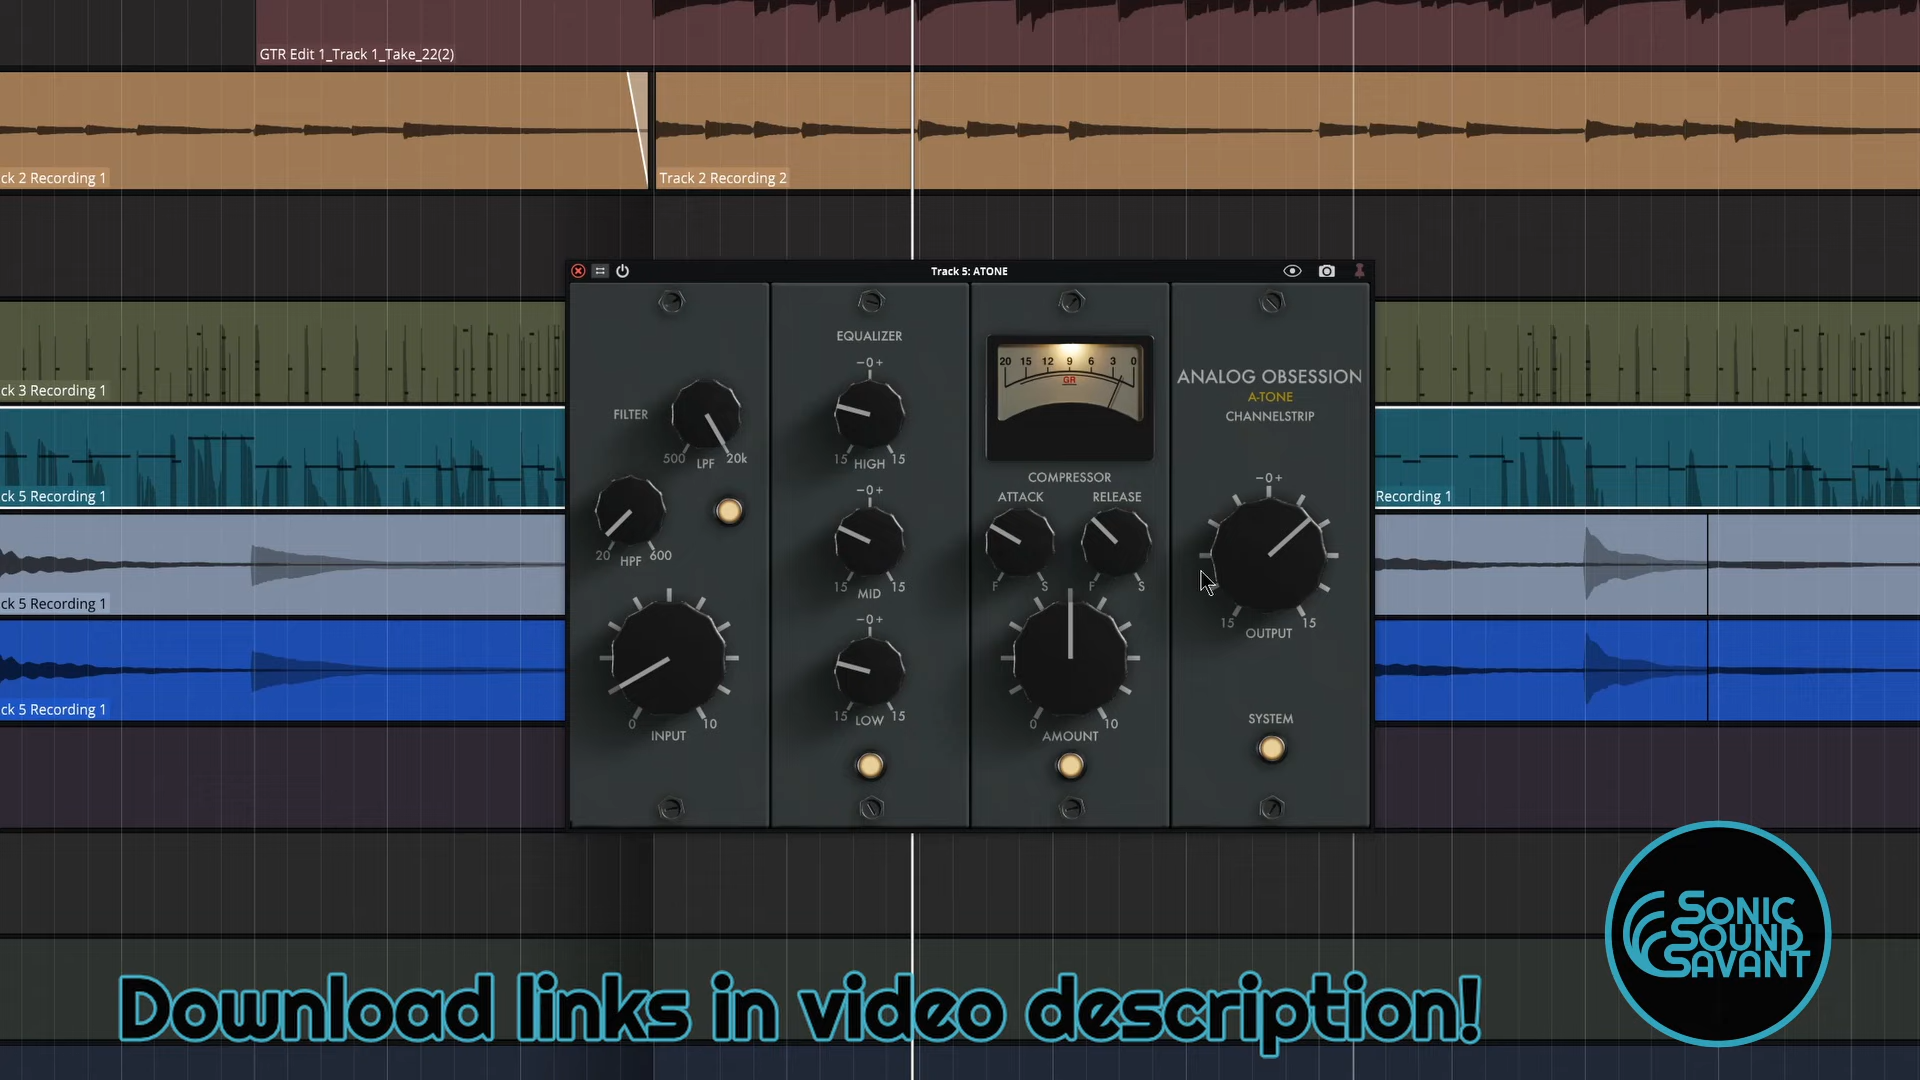 GTR Edit 1_Track 1_Take_22(2)
ck 2 Recording 1
Track 2 Recording 2
Track 5: ATONE
ck 3 Recording 1
ck 5 Recording 1
Recording 1
ck 5 Recording 1
ck 5 Recording 1
FILTER
500 LPF 20k
20 HPF 600
0 10
INPUT
EQUALIZER
-0+
15 HIGH 15
-0+
15 MID 15
-0+
15 LOW 15
20 15 12 9 6 3 0
GR
COMPRESSOR
ATTACK RELEASE
F S F S
0 10
AMOUNT
ANALOG OBSESSION
A-TONE
CHANNELSTRIP
-0+
15 15
OUTPUT
SYSTEM
SONIC
SOUND
SAVANT
Download links in video description!